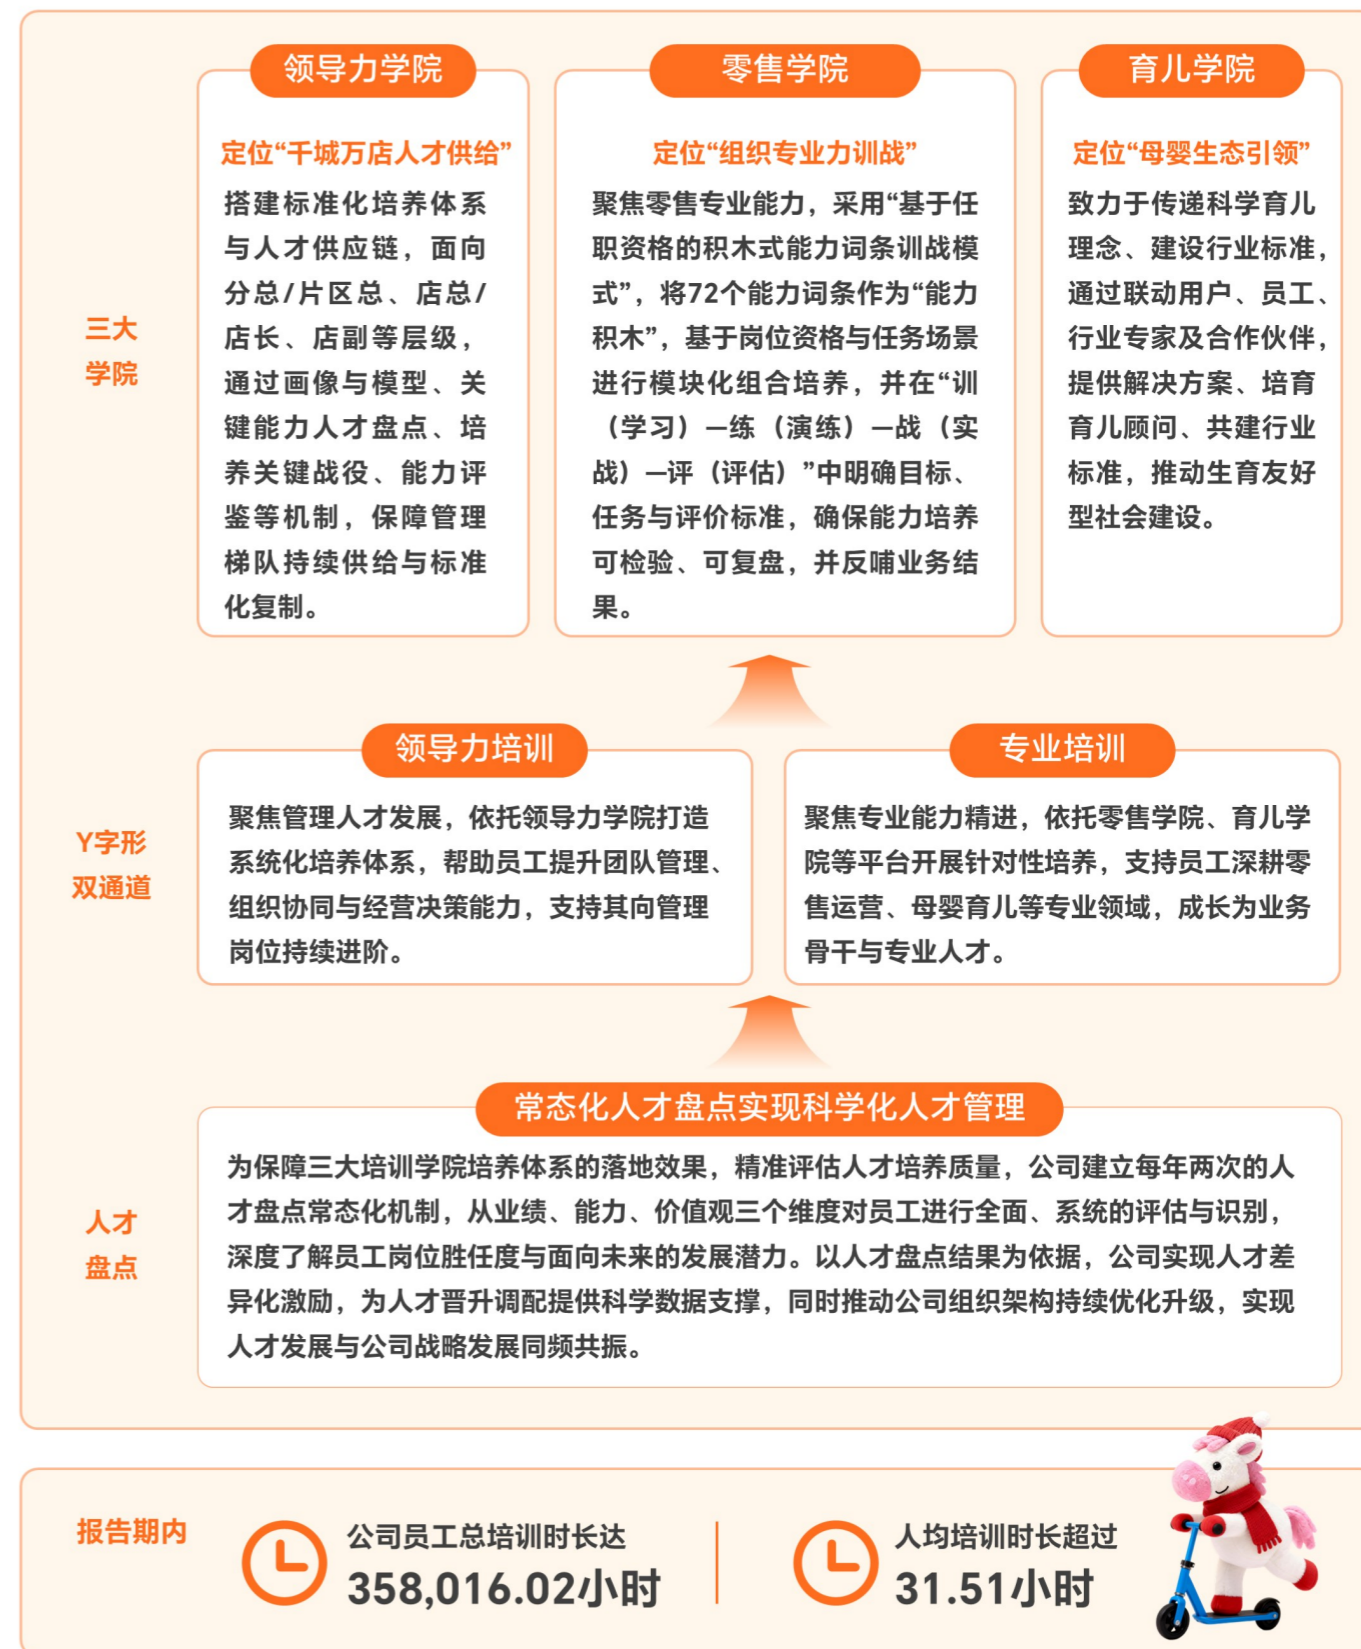 三大
学院
领导力学院
定位“千城万店人才供给”
搭建标准化培养体系
与人才供应链，面向
分总/片区总、店总/
店长、店副等层级，
通过画像与模型、关
键能力人才盘点、培
养关键战役、能力评
鉴等机制，保障管理
梯队持续供给与标准
化复制。
零售学院
定位“组织专业力训战”
聚焦零售专业能力，采用“基于任
职资格的积木式能力词条训战模
式”，将72个能力词条作为“能力
积木”，基于岗位资格与任务场景
进行模块化组合培养，并在“训
（学习）—练（演练）—战（实
战）—评（评估）”中明确目标、
任务与评价标准，确保能力培养
可检验、可复盘，并反哺业务结
果。
育儿学院
定位“母婴生态引领”
致力于传递科学育儿
理念、建设行业标准，
通过联动用户、员工、
行业专家及合作伙伴，
提供解决方案、培育
育儿顾问、共建行业
标准，推动生育友好
型社会建设。
Y字形
双通道
领导力培训
聚焦管理人才发展，依托领导力学院打造
系统化培养体系，帮助员工提升团队管理、
组织协同与经营决策能力，支持其向管理
岗位持续进阶。
专业培训
聚焦专业能力精进，依托零售学院、育儿学
院等平台开展针对性培养，支持员工深耕零
售运营、母婴育儿等专业领域，成长为业务
骨干与专业人才。
人才
盘点
常态化人才盘点实现科学化人才管理
为保障三大培训学院培养体系的落地效果，精准评估人才培养质量，公司建立每年两次的人
才盘点常态化机制，从业绩、能力、价值观三个维度对员工进行全面、系统的评估与识别，
深度了解员工岗位胜任度与面向未来的发展潜力。以人才盘点结果为依据，公司实现人才差
异化激励，为人才晋升调配提供科学数据支撑，同时推动公司组织架构持续优化升级，实现
人才发展与公司战略发展同频共振。
报告期内
公司员工总培训时长达
358,016.02小时
人均培训时长超过
31.51小时